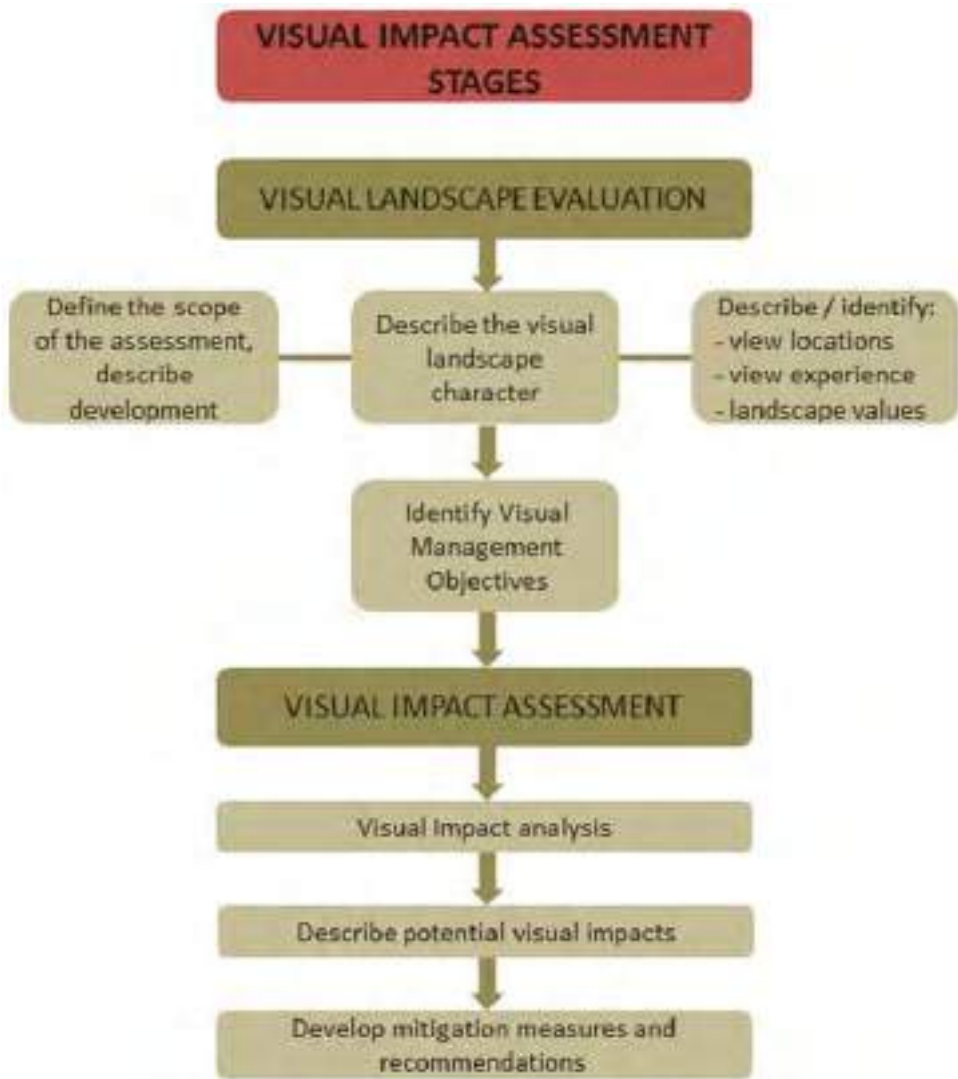 VISUAL IMPACT ASSESSMENT
STAGES
VISUAL LANDSCAPE EVALUATION
Define the scope
of the assessment,
describe
development
Describe the visual
landscape
character
Describe / identify:
- view locations
- view experience
- landscape values
Identify Visual
Management
Objectives
VISUAL IMPACT ASSESSMENT
Visual Impact analysis
Describe potential visual impacts
Develop mitigation measures and
recommendations